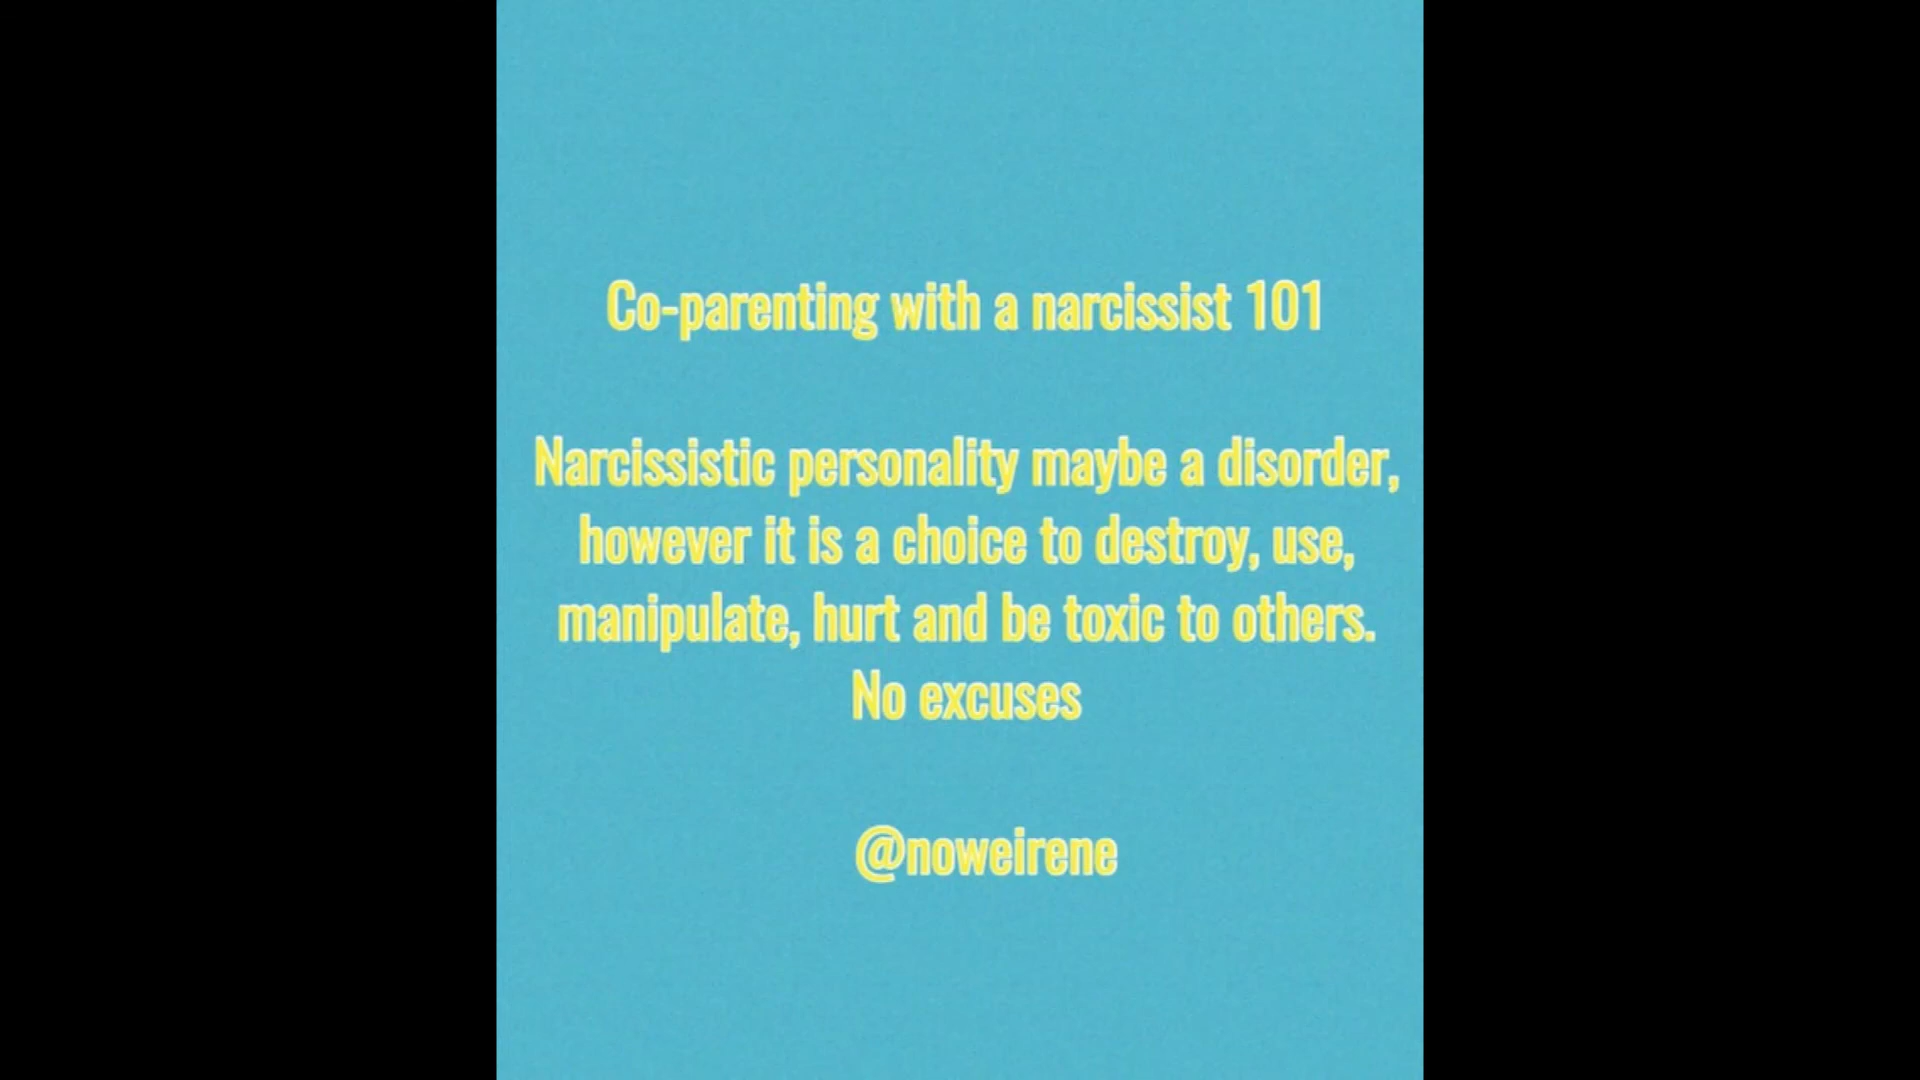 Co-parenting with a narcissist 101
Narcissistic personality maybe a disorder,
however it is a choice to destroy, use,
manipulate, hurt and be toxic to others.
No excuses
@noweirene